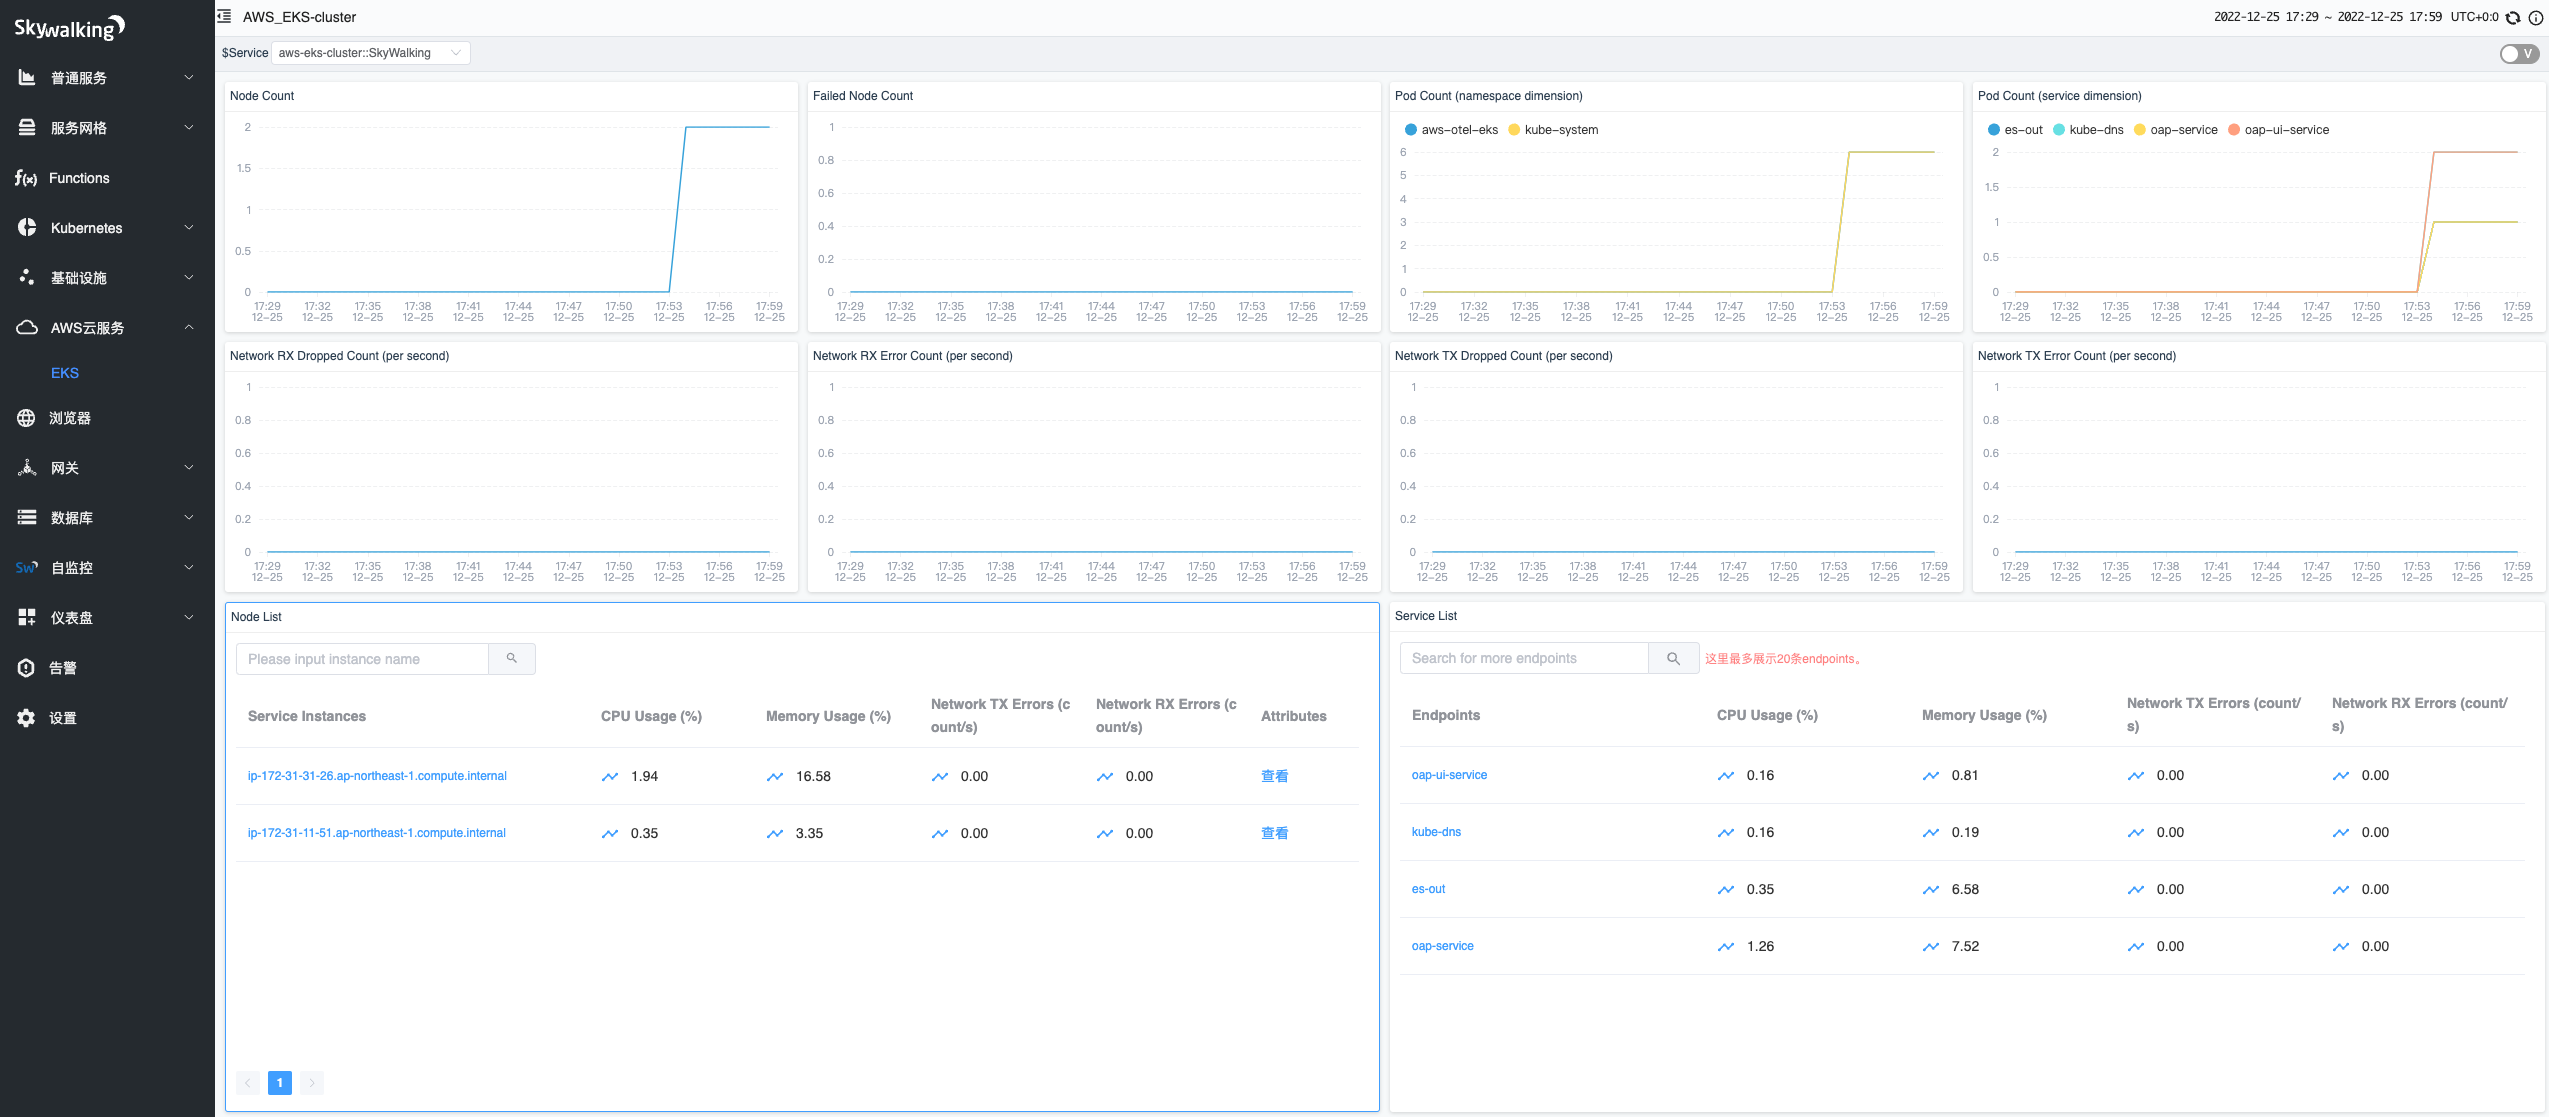 Skywalking
普通服务
服务网格
Functions
Kubernetes
基础设施
AWS云服务
EKS
浏览器
网关
数据库
自监控
仪表盘
告警
设置
AWS_EKS-cluster
2022-12-25 17:29 ~ 2022-12-25 17:59 UTC+0:0
$Service aws-eks-cluster::SkyWalking
V
Node Count
2
1.5
1
0.5
0
17:29 17:32 17:35 17:38 17:41 17:44 17:47 17:50 17:53 17:56 17:59
12-25 12-25 12-25 12-25 12-25 12-25 12-25 12-25 12-25 12-25 12-25
Failed Node Count
1
0.8
0.6
0.4
0.2
0
17:29 17:32 17:35 17:38 17:41 17:44 17:47 17:50 17:53 17:56 17:59
12-25 12-25 12-25 12-25 12-25 12-25 12-25 12-25 12-25 12-25 12-25
Pod Count (namespace dimension)
aws-otel-eks kube-system
6
5
4
3
2
1
0
17:29 17:32 17:35 17:38 17:41 17:44 17:47 17:50 17:53 17:56 17:59
12-25 12-25 12-25 12-25 12-25 12-25 12-25 12-25 12-25 12-25 12-25
Pod Count (service dimension)
es-out kube-dns oap-service oap-ui-service
2
1.5
1
0.5
0
17:29 17:32 17:35 17:38 17:41 17:44 17:47 17:50 17:53 17:56 17:59
12-25 12-25 12-25 12-25 12-25 12-25 12-25 12-25 12-25 12-25 12-25
Network RX Dropped Count (per second)
1
0.8
0.6
0.4
0.2
0
17:29 17:32 17:35 17:38 17:41 17:44 17:47 17:50 17:53 17:56 17:59
12-25 12-25 12-25 12-25 12-25 12-25 12-25 12-25 12-25 12-25 12-25
Network RX Error Count (per second)
1
0.8
0.6
0.4
0.2
0
17:29 17:32 17:35 17:38 17:41 17:44 17:47 17:50 17:53 17:56 17:59
12-25 12-25 12-25 12-25 12-25 12-25 12-25 12-25 12-25 12-25 12-25
Network TX Dropped Count (per second)
1
0.8
0.6
0.4
0.2
0
17:29 17:32 17:35 17:38 17:41 17:44 17:47 17:50 17:53 17:56 17:59
12-25 12-25 12-25 12-25 12-25 12-25 12-25 12-25 12-25 12-25 12-25
Network TX Error Count (per second)
1
0.8
0.6
0.4
0.2
0
17:29 17:32 17:35 17:38 17:41 17:44 17:47 17:50 17:53 17:56 17:59
12-25 12-25 12-25 12-25 12-25 12-25 12-25 12-25 12-25 12-25 12-25
Node List
Please input instance name
Service Instances CPU Usage (%) Memory Usage (%) Network TX Errors (c
ount/s) Network RX Errors (c
ount/s) Attributes
ip-172-31-31-26.ap-northeast-1.compute.internal 1.94 16.58 0.00 0.00 查看
ip-172-31-11-51.ap-northeast-1.compute.internal 0.35 3.35 0.00 0.00 查看
1
Service List
Search for more endpoints 这里最多展示20条endpoints。
Endpoints CPU Usage (%) Memory Usage (%) Network TX Errors (count/
s) Network RX Errors (count/
s)
oap-ui-service 0.16 0.81 0.00 0.00
kube-dns 0.16 0.19 0.00 0.00
es-out 0.35 6.58 0.00 0.00
oap-service 1.26 7.52 0.00 0.00